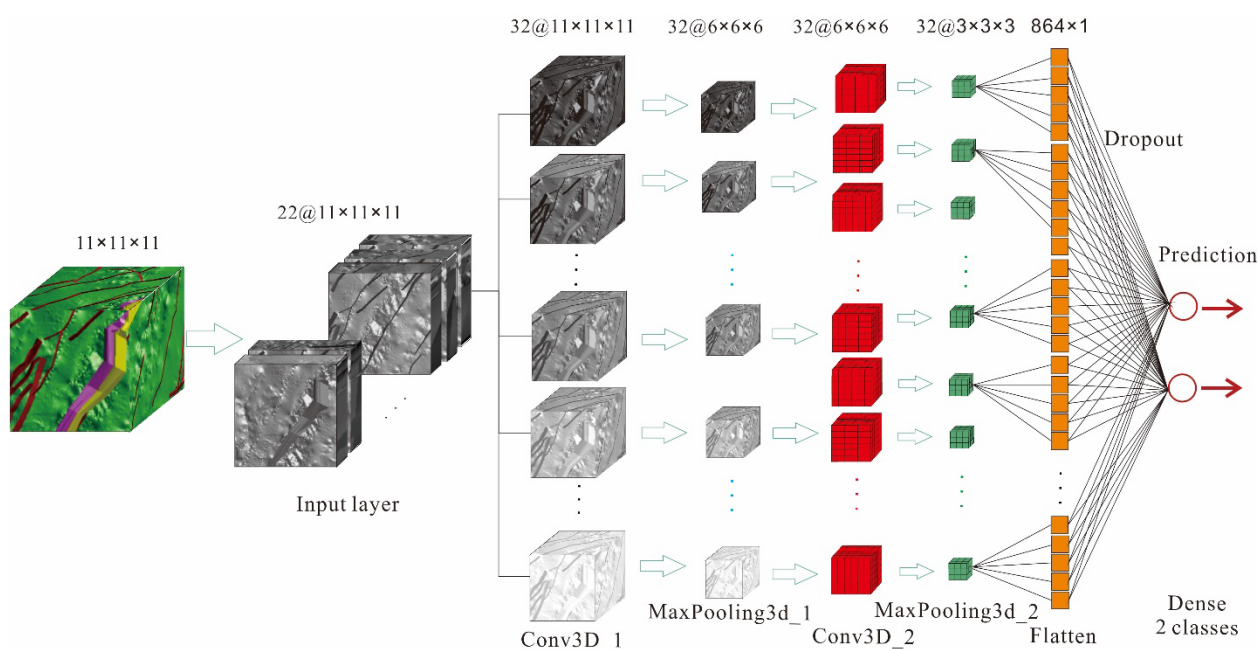 32@11×11×11
32@6×6×6
32@6×6×6
32@3×3×3
864×1
Dropout
22@11×11×11
11×11×11
Prediction
Input layer
Conv3D_1
MaxPooling3d_1
Conv3D_2
MaxPooling3d_2
Flatten
Dense
2 classes